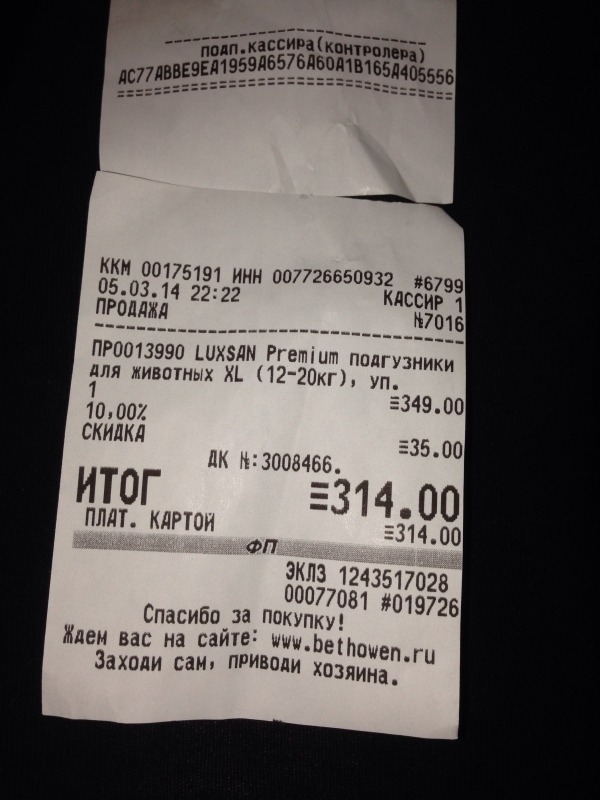 подп.кассира(контролера)
AC77ABBE9EA1959A6576A60A1B165A405556
ККМ 00175191 ИНН 007726650932 #6799
05.03.14 22:22 КАССИР 1
ПРОДАЖА №7016
ПР0013990 LUXSAN Premium подгузники
для животных XL (12-20кг), уп.
1 ≡349.00
10,00%
СКИДКА ≡35.00
ДК №:3008466.
ИТОГ ≡314.00
ПЛАТ. КАРТОЙ ≡314.00
ФП
ЭКЛЗ 1243517028
00077081 #019726
Спасибо за покупку!
Ждем вас на сайте: www.bethowen.ru
Заходи сам, приводи хозяина.